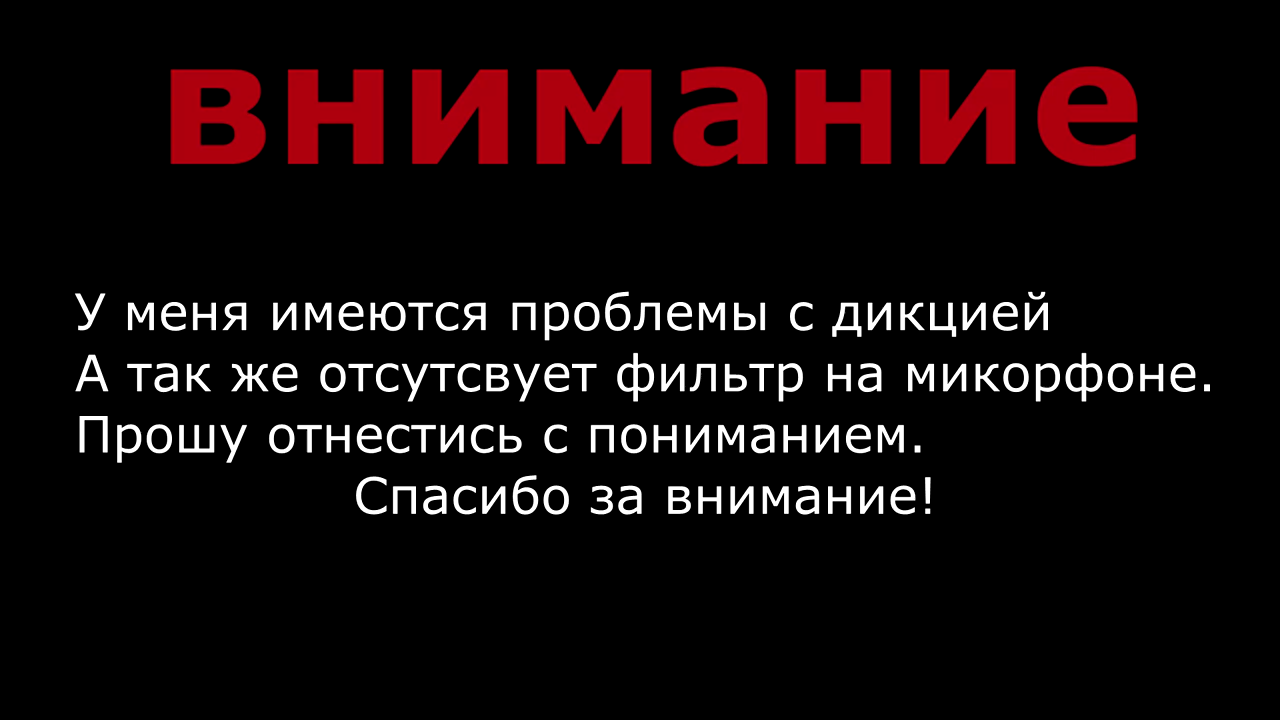 внимание
У меня имеются проблемы с дикцией
А так же отсутсвует фильтр на микорфоне.
Прошу отнестись с пониманием.
Спасибо за внимание!